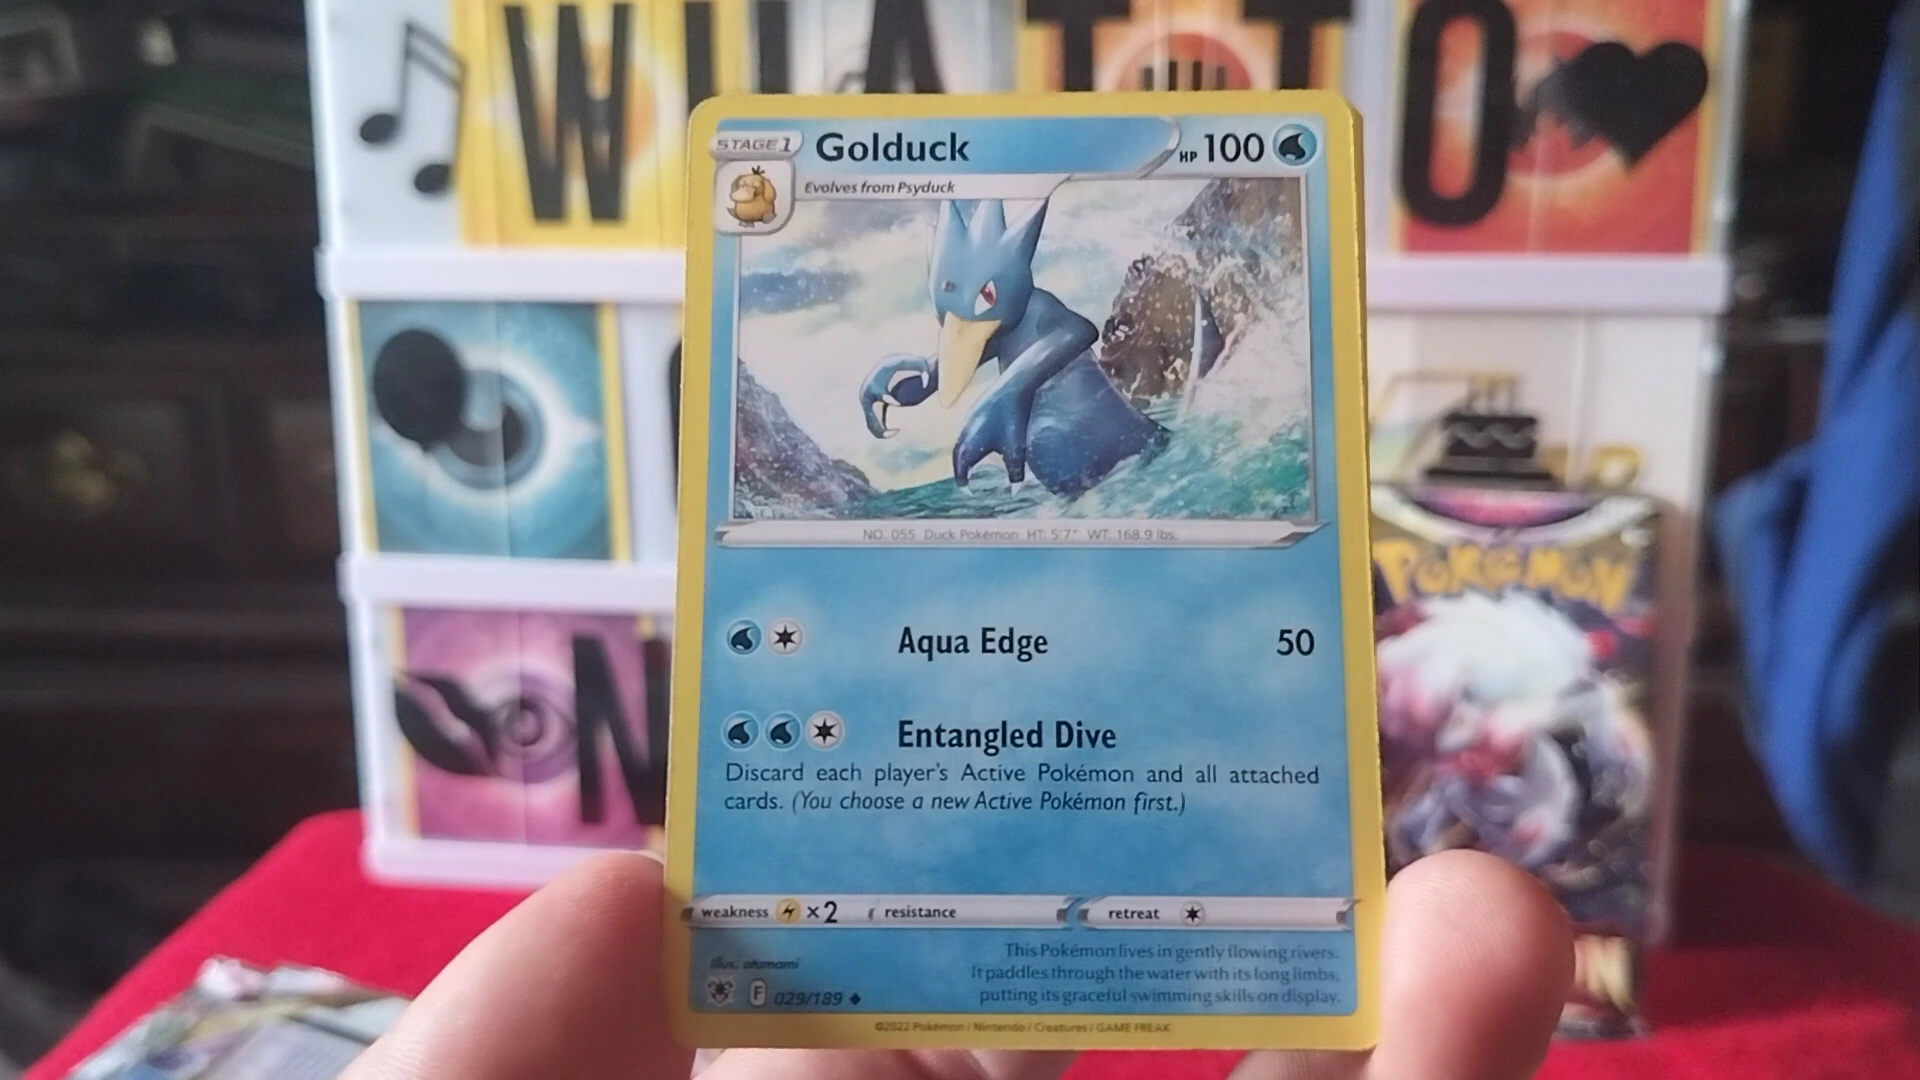 WHAT TO
STAGE 1
Golduck
HP 100
Evolves from Psyduck
NO. 055 Duck Pokémon HT: 5'7" WT: 168.9 lbs.
Aqua Edge 50
Entangled Dive
Discard each player's Active Pokémon and all attached
cards. (You choose a new Active Pokémon first.)
weakness ×2 resistance retreat
This Pokémon lives in gently flowing rivers.
It paddles through the water with its long limbs,
putting its graceful swimming skills on display.
illus. otumami
F 029/189
©2022 Pokémon / Nintendo / Creatures / GAME FREAK
POKÉMON
N